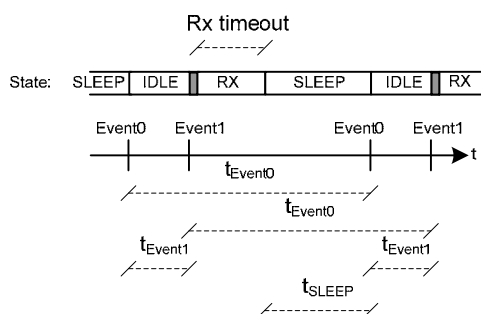 Rx timeout
State: SLEEP IDLE RX SLEEP IDLE RX
Event0 Event1 Event0 Event1
t
tEvent0
tEvent0
tEvent1 tEvent1
tSLEEP